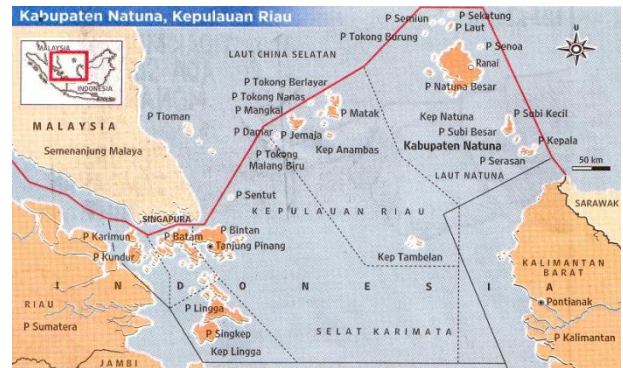 Kabupaten Natuna, Kepulauan Riau
MALAYSIA
INDONESIA
LAUT CHINA SELATAN
P Semiun
P Sekatung
P Laut
P Tokong Burung
P Senoa
Ranai
U
P Natuna Besar
P Tokong Berlayar
P Tokong Nanas
P Mangkai
P Tioman
P Matak
P Damar
P Jemaja
Kep Natuna
P Subi Kecil
P Subi Besar
P Kepala
MALAYSIA
Semenanjung Malaya
P Tokong
Malang Biru
Kep Anambas
Kabupaten Natuna
P Serasan
50 km
LAUT NATUNA
P Sentut
SARAWAK
SINGAPURA
KEPULAUAN RIAU
P Karimun
P Batam
P Bintan
Tanjung Pinang
P Kundur
Kep Tambelan
KALIMANTAN
BARAT
INDONESIA
RIAU
Pontianak
P Sumatera
P Lingga
P Singkep
Kep Lingga
SELAT KARIMATA
P Kalimantan
JAMBI